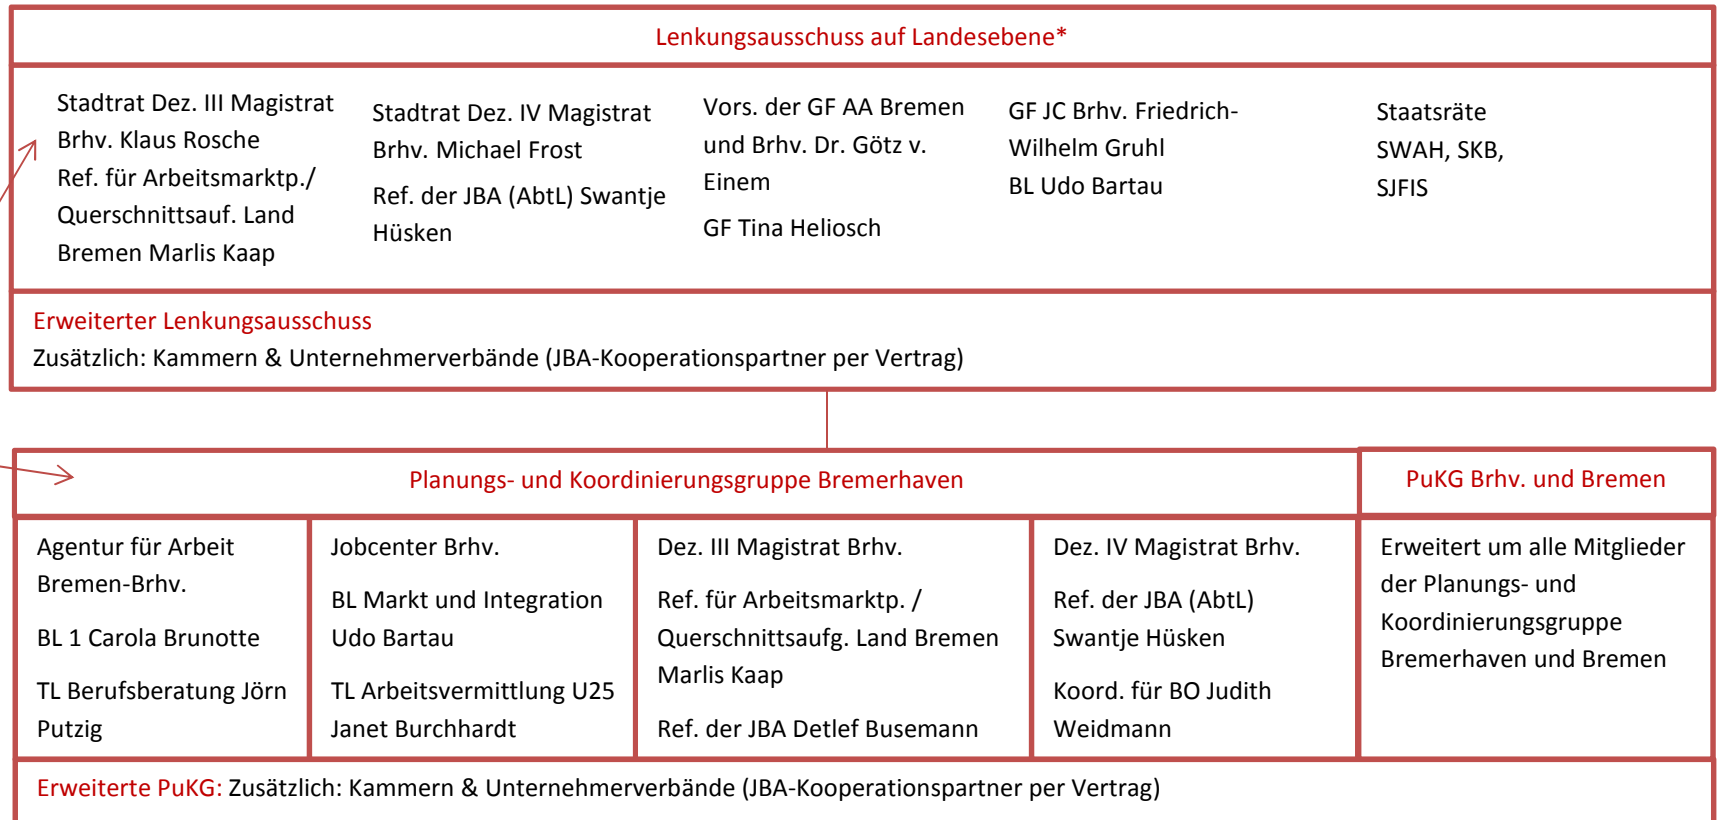 Lenkungsausschuss auf Landesebene*
Stadtrat Dez. III Magistrat
Brhv. Klaus Rosche
Ref. für Arbeitsmarktp./
Querschnittsauf. Land
Bremen Marlis Kaap
Stadtrat Dez. IV Magistrat
Brhv. Michael Frost
Ref. der JBA (AbtL) Swantje
Hüsken
Vors. der GF AA Bremen
und Brhv. Dr. Götz v.
Einem
GF Tina Heliosch
GF JC Brhv. Friedrich-
Wilhelm Gruhl
BL Udo Bartau
Staatsräte
SWAH, SKB,
SJFIS
Erweiterter Lenkungsausschuss
Zusätzlich: Kammern & Unternehmerverbände (JBA-Kooperationspartner per Vertrag)
Planungs- und Koordinierungsgruppe Bremerhaven
PuKG Brhv. und Bremen
Agentur für Arbeit
Bremen-Brhv.
BL 1 Carola Brunotte
TL Berufsberatung Jörn
Putzig
Jobcenter Brhv.
BL Markt und Integration
Udo Bartau
TL Arbeitsvermittlung U25
Janet Burchhardt
Dez. III Magistrat Brhv.
Ref. für Arbeitsmarktp. /
Querschnittsaufg. Land Bremen
Marlis Kaap
Ref. der JBA Detlef Busemann
Dez. IV Magistrat Brhv.
Ref. der JBA (AbtL)
Swantje Hüsken
Koord. für BO Judith
Weidmann
Erweitert um alle Mitglieder
der Planungs- und
Koordinierungsgruppe
Bremerhaven und Bremen
Erweiterte PuKG: Zusätzlich: Kammern & Unternehmerverbände (JBA-Kooperationspartner per Vertrag)